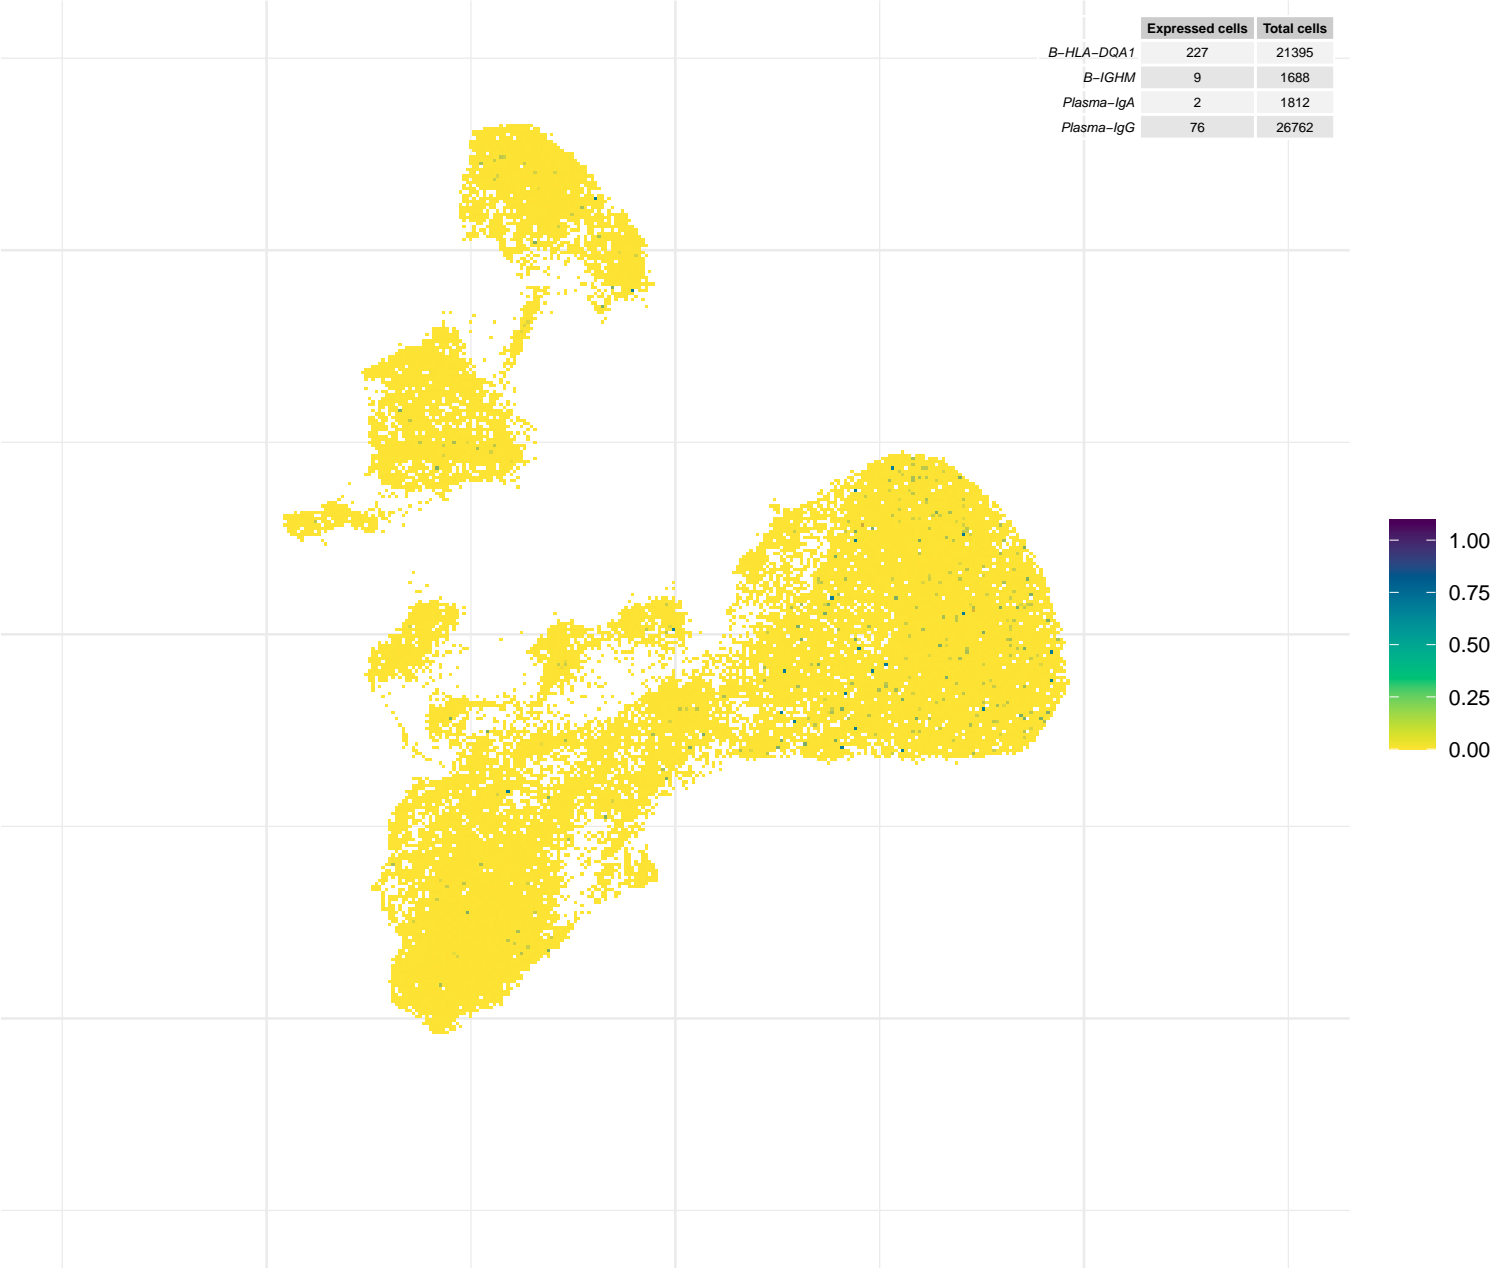 Expressed cells Total cells
B−HLA−DQA1 227 21395
B−IGHM 9 1688
Plasma−IgA 2 1812
Plasma−IgG 76 26762
1.00
0.75
0.50
0.25
0.00